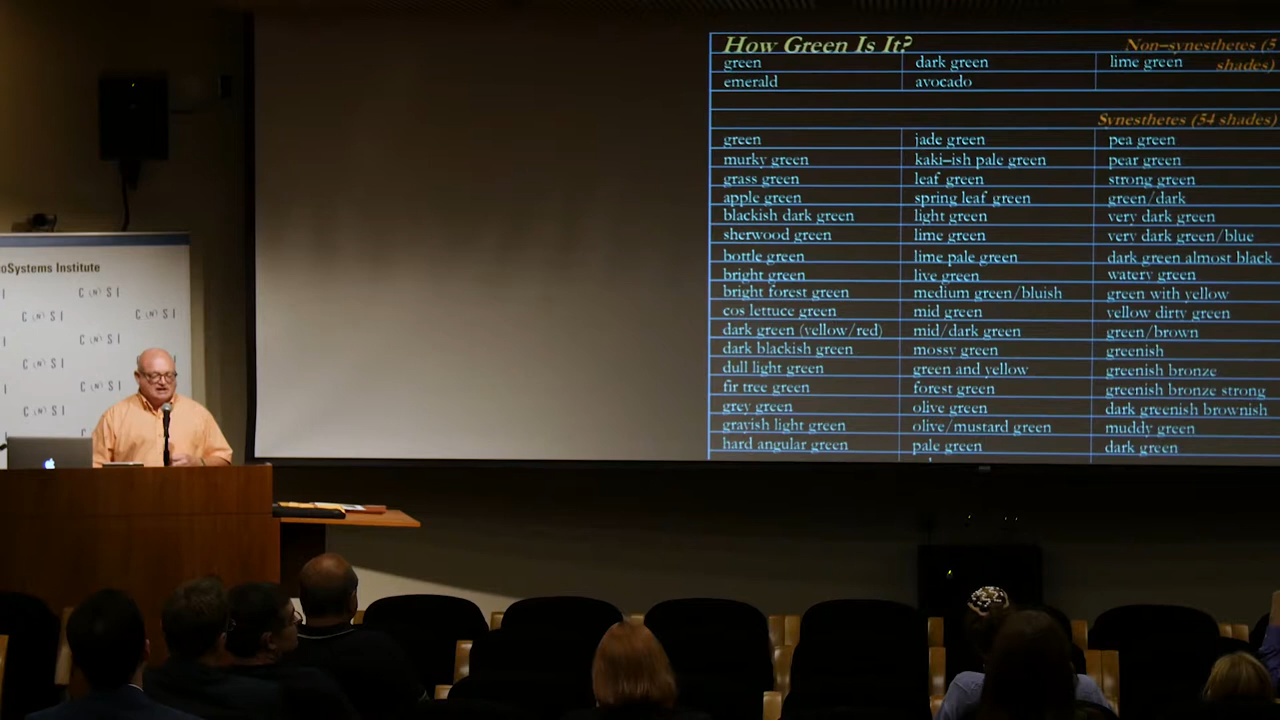 oSystems Institute
C (N) S I
C (N) S I
C (N) S I
C (N) S I
C (N) S I
C (N) S I
C (N) S I
How Green Is It?
Non–synesthetes (5 shades)
green dark green lime green
emerald avocado
Synesthetes (54 shades)
green jade green pea green
murky green kaki–ish pale green pear green
grass green leaf green strong green
apple green spring leaf green green/dark
blackish dark green light green very dark green
sherwood green lime green very dark green/blue
bottle green lime pale green dark green almost black
bright green live green watery green
bright forest green medium green/bluish green with yellow
cos lettuce green mid green yellow dirty green
dark green (yellow/red) mid/dark green green/brown
dark blackish green mossy green greenish
dull light green green and yellow greenish bronze
fir tree green forest green greenish bronze strong
grey green olive green dark greenish brownish
grayish light green olive/mustard green muddy green
hard angular green pale green dark green